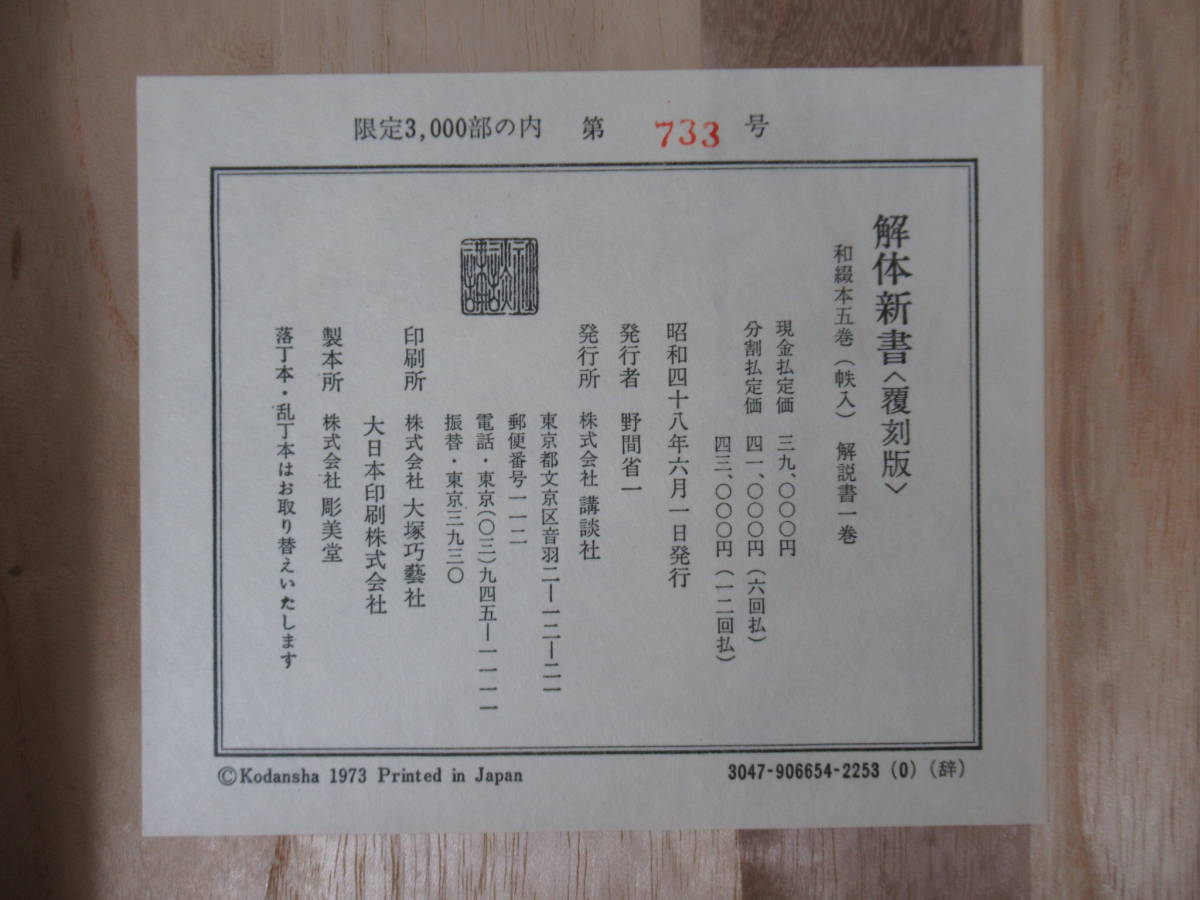 限定3,000部の内 第 733 号
解体新書〈覆刻版〉
和綴本五巻（帙入） 解説書一巻
現金払定価 三九、〇〇〇円
分割払定価 四一、〇〇〇円（六回払）
四三、〇〇〇円（一二回払）
昭和四十八年六月一日発行
発行者 野間省一
発行所 株式会社 講談社
東京都文京区音羽二―一二―二一
郵便番号一一二
電話・東京（〇三）九四五―一一一一
振替・東京三九三〇
印刷所 株式会社 大塚巧藝社
大日本印刷株式会社
製本所 株式会社 彫美堂
落丁本・乱丁本はお取り替えいたします
©Kodansha 1973 Printed in Japan
3047-906654-2253 (0)（辞）